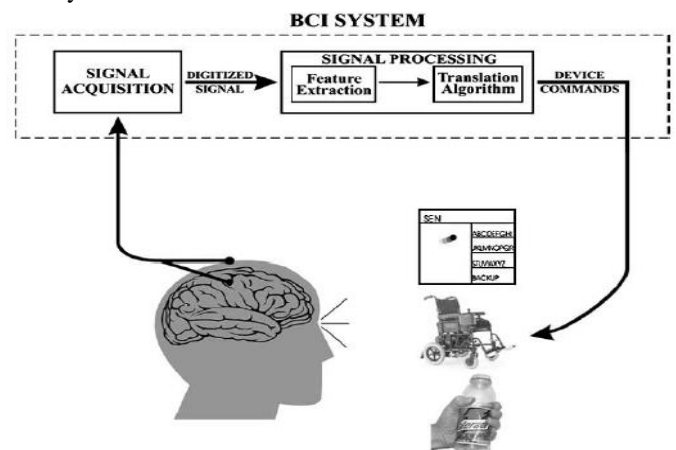 BCI SYSTEM
SIGNAL
ACQUISITION
DIGITIZED
SIGNAL
SIGNAL PROCESSING
Feature
Extraction
Translation
Algorithm
DEVICE
COMMANDS
SEN
ABCDEFGHI
JKLMNOPQR
STUVWXYZ
BACKUP